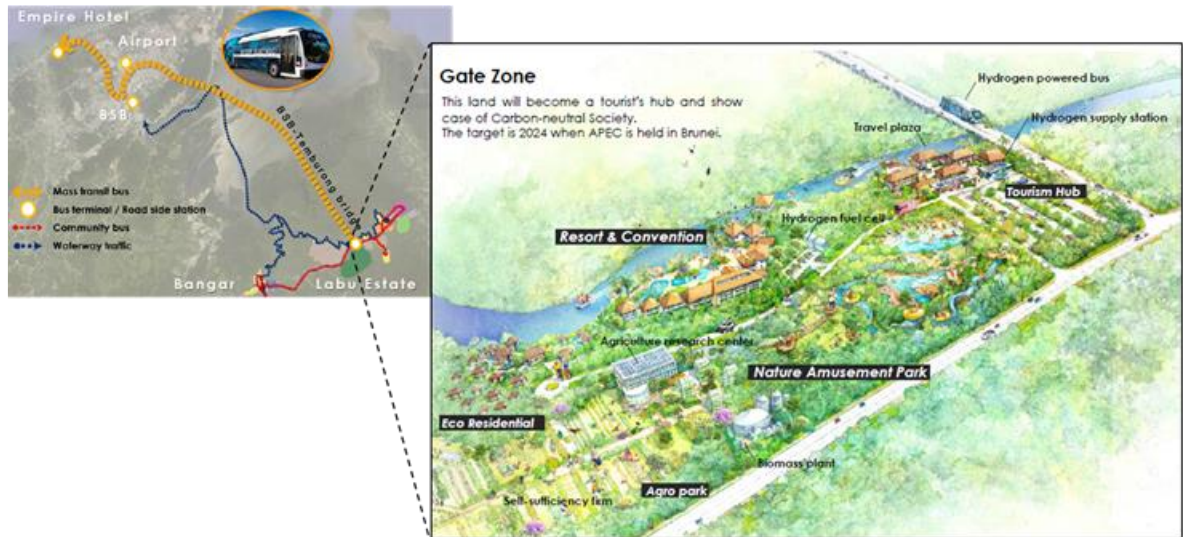 Empire Hotel
Airport
BSB
BSB-Temburong bridge
Mass transit bus
Bus terminal / Road side station
Community bus
Waterway traffic
Bangar
Labu Estate
Gate Zone
This land will become a tourist's hub and show
case of Carbon-neutral Society.
The target is 2024 when APEC is held in Brunei.
Hydrogen powered bus
Travel plaza
Hydrogen supply station
Tourism Hub
Hydrogen fuel cell
Resort & Convention
Agriculture research center
Nature Amusement Park
Eco Residential
Biomass plant
Agro park
Self-sufficiency firm